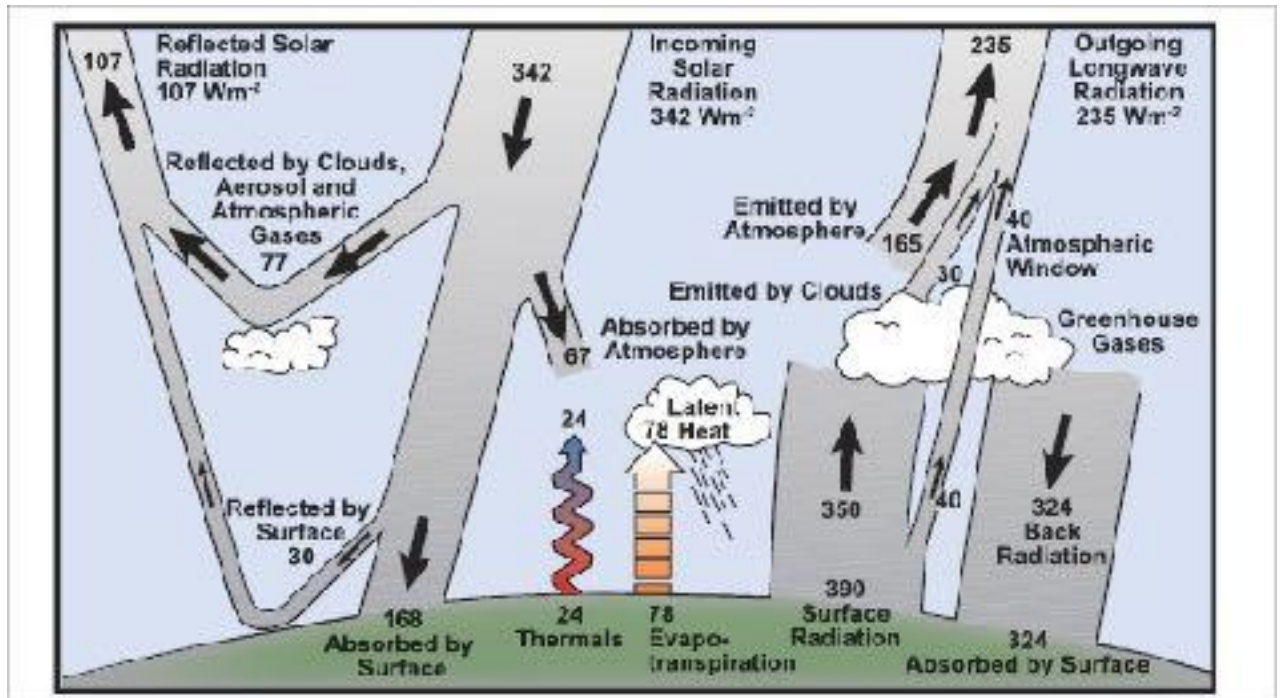 107
Reflected Solar
Radiation
107 Wm⁻²
342
Incoming
Solar
Radiation
342 Wm⁻²
235
Outgoing
Longwave
Radiation
235 Wm⁻²
Reflected by Clouds,
Aerosol and
Atmospheric
Gases
77
Emitted by
Atmosphere
165
40
Atmospheric
Window
30
Emitted by Clouds
Greenhouse
Gases
Absorbed by
Atmosphere
67
24
Latent
78 Heat
350
40
324
Back
Radiation
Reflected by
Surface
30
168
Absorbed by
Surface
24
Thermals
78
Evapo-
transpiration
390
Surface
Radiation
324
Absorbed by Surface